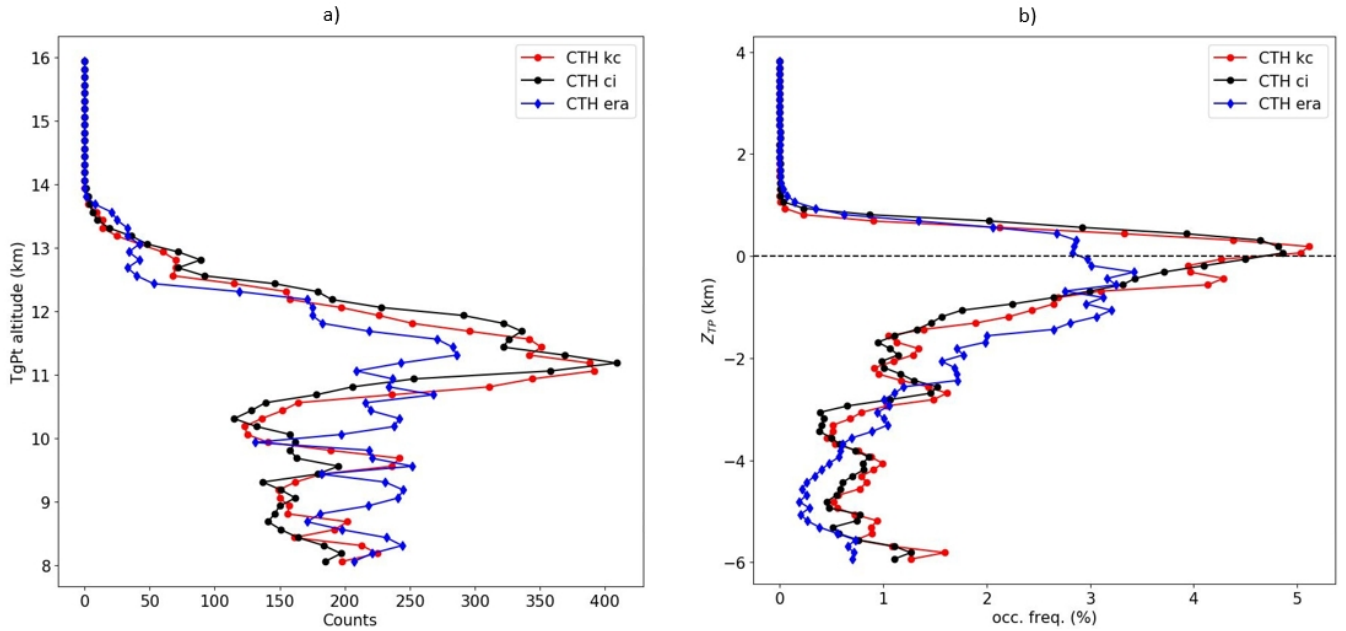 a)
16
15
14
13
12
11
10
9
8
TgPt altitude (km)
0 50 100 150 200 250 300 350 400
Counts
CTH kc
CTH ci
CTH era
b)
4
2
0
−2
−4
−6
Z_TP (km)
0 1 2 3 4 5
occ. freq. (%)
CTH kc
CTH ci
CTH era